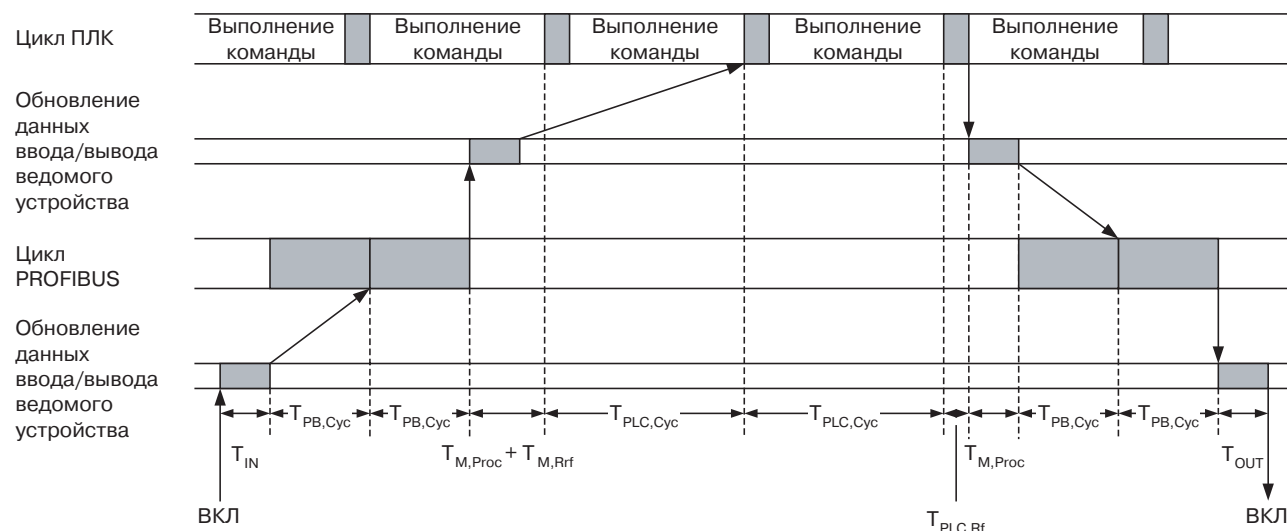 Цикл ПЛК
Выполнение команды
Выполнение команды
Выполнение команды
Выполнение команды
Выполнение команды
Обновление
данных
ввода/вывода
ведомого
устройства
Цикл
PROFIBUS
Обновление
данных
ввода/вывода
ведомого
устройства
T_PB,Cyc
T_PB,Cyc
T_PLC,Cyc
T_PLC,Cyc
T_PB,Cyc
T_PB,Cyc
T_IN
T_M,Proc + T_M,Rrf
T_M,Proc
T_OUT
ВКЛ
T_PLC,Rf
ВКЛ